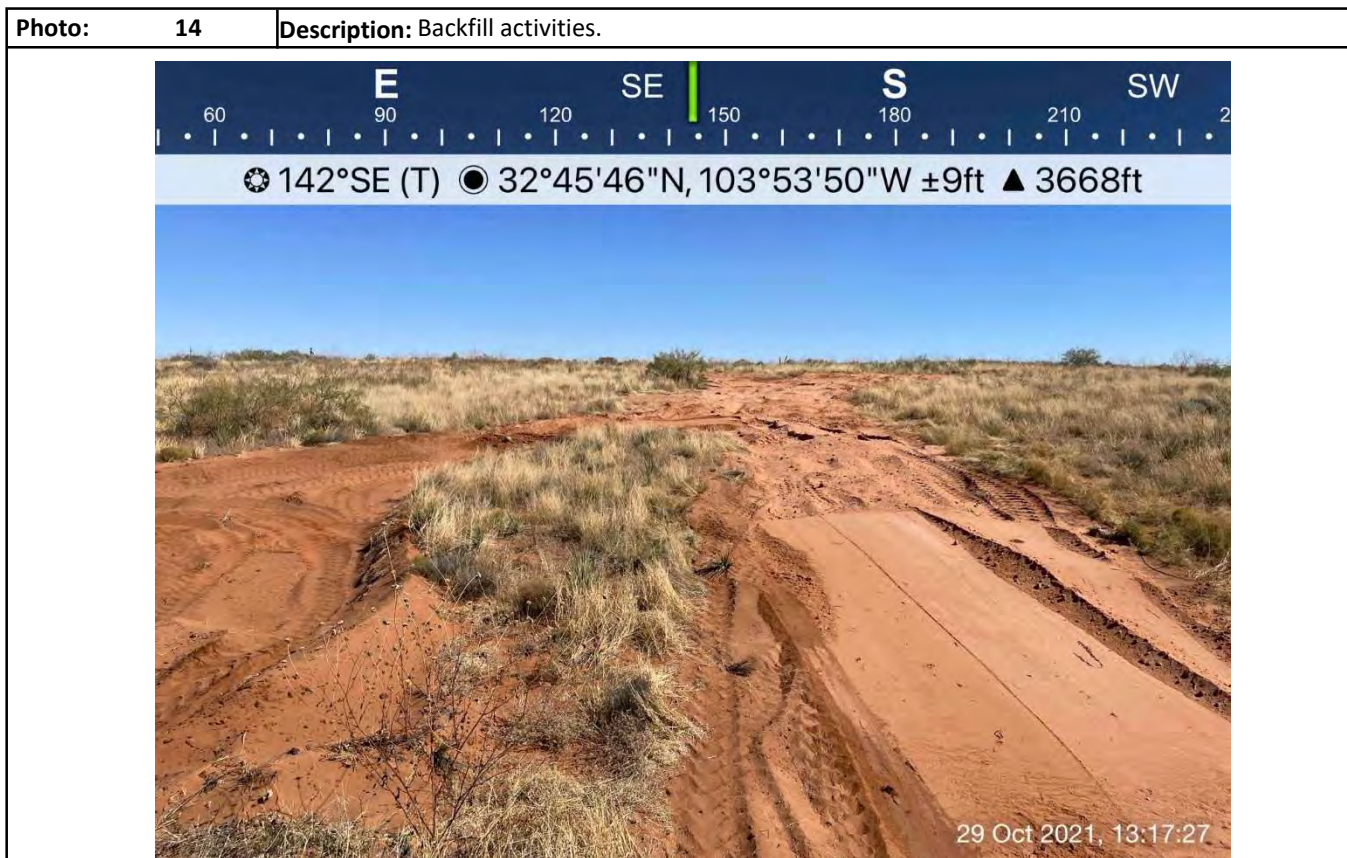 Photo: 14 Description: Backfill activities.
E SE S SW
60 90 120 150 180 210 2
142°SE (T) 32°45'46"N, 103°53'50"W ±9ft ▲ 3668ft
29 Oct 2021, 13:17:27